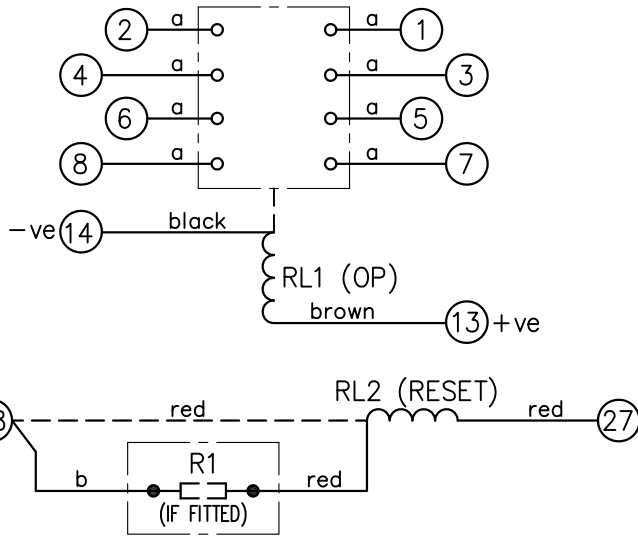 2 a a 1
4 a a 3
6 a a 5
8 a a 7
-ve 14 black
RL1 (OP)
brown 13 +ve
RL2 (RESET)
red red 27
R1
b red
(IF FITTED)